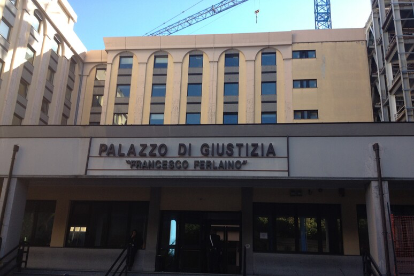 PALAZZO DI GIUSTIZIA
"FRANCESCO FERLAINO"